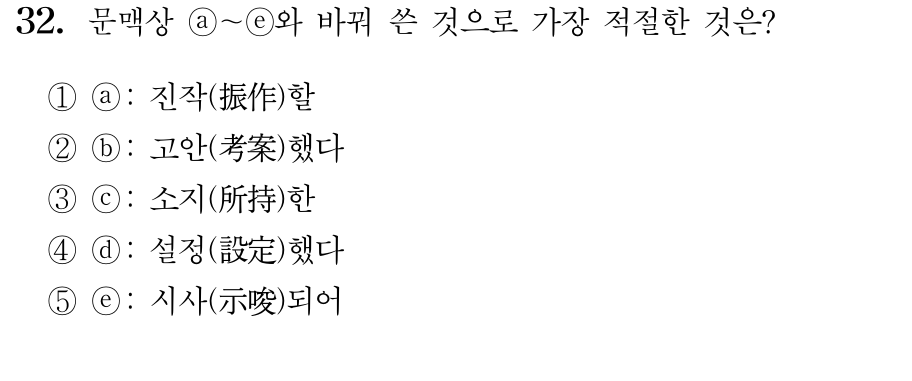 32. 문맥상 ⓐ~ⓔ와 바꿔 쓴 것으로 가장 적절한 것은?
① ⓐ: 진작(振作)할
② ⓑ: 고안(考案)했다
③ ⓒ: 소지(所持)한
④ ⓓ: 설정(設定)했다
⑤ ⓔ: 시사(示唆)되어